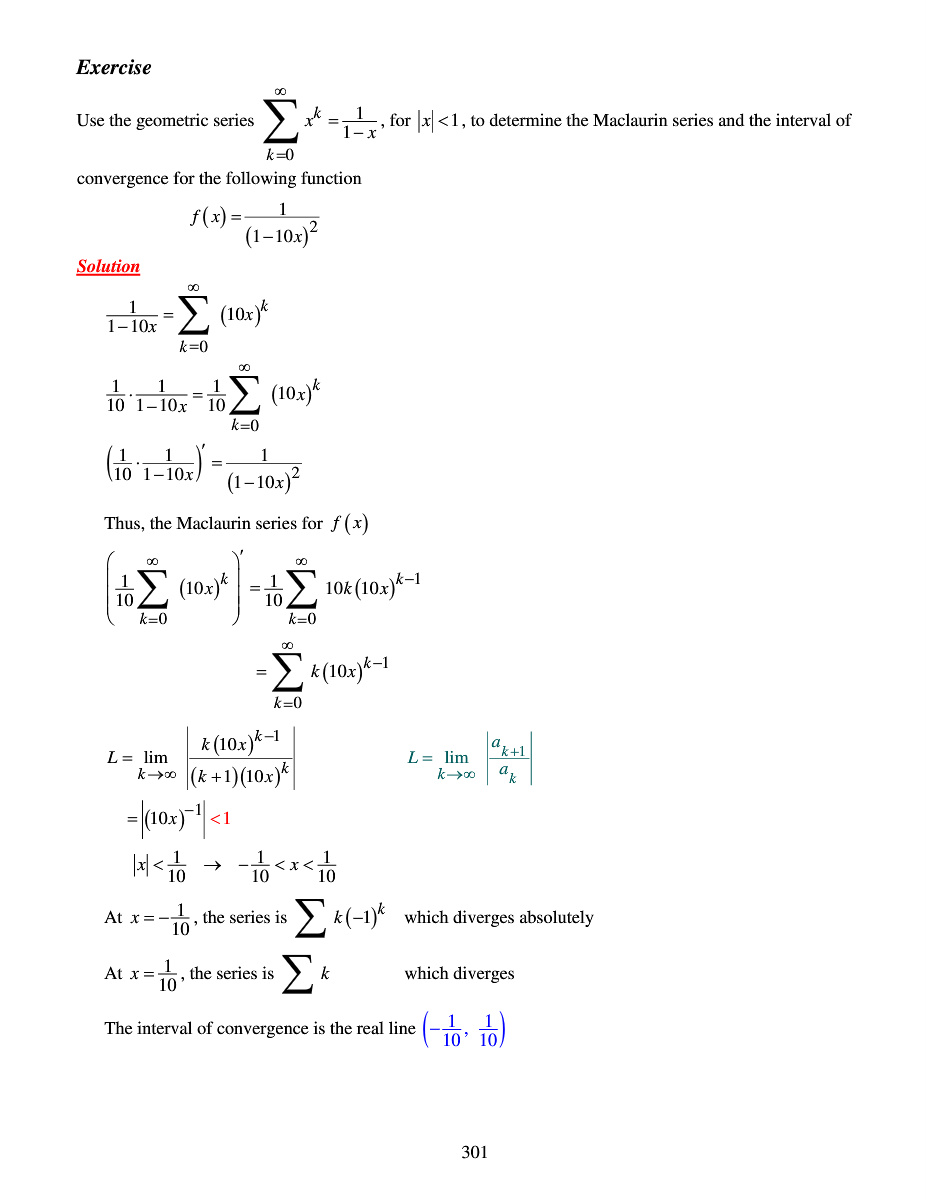 Exercise
Use the geometric series \sum_{k=0}^{\infty} x^k = \frac{1}{1-x}, for |x| < 1, to determine the Maclaurin series and the interval of
convergence for the following function
f(x) = \frac{1}{(1-10x)^2}
Solution
\frac{1}{1-10x} = \sum_{k=0}^{\infty} (10x)^k
\frac{1}{10} \cdot \frac{1}{1-10x} = \frac{1}{10} \sum_{k=0}^{\infty} (10x)^k
\left(\frac{1}{10} \cdot \frac{1}{1-10x}\right)' = \frac{1}{(1-10x)^2}
Thus, the Maclaurin series for f(x)
\left(\frac{1}{10} \sum_{k=0}^{\infty} (10x)^k\right)' = \frac{1}{10} \sum_{k=0}^{\infty} 10k(10x)^{k-1}
= \sum_{k=0}^{\infty} k(10x)^{k-1}
L = \lim_{k \to \infty} \left|\frac{k(10x)^{k-1}}{(k+1)(10x)^k}\right| L = \lim_{k \to \infty} \left|\frac{a_{k+1}}{a_k}\right|
= \left|(10x)^{-1}\right| < 1
|x| < \frac{1}{10} \to -\frac{1}{10} < x < \frac{1}{10}
At x = -\frac{1}{10}, the series is \sum k(-1)^k which diverges absolutely
At x = \frac{1}{10}, the series is \sum k which diverges
The interval of convergence is the real line \left(-\frac{1}{10}, \frac{1}{10}\right)
301